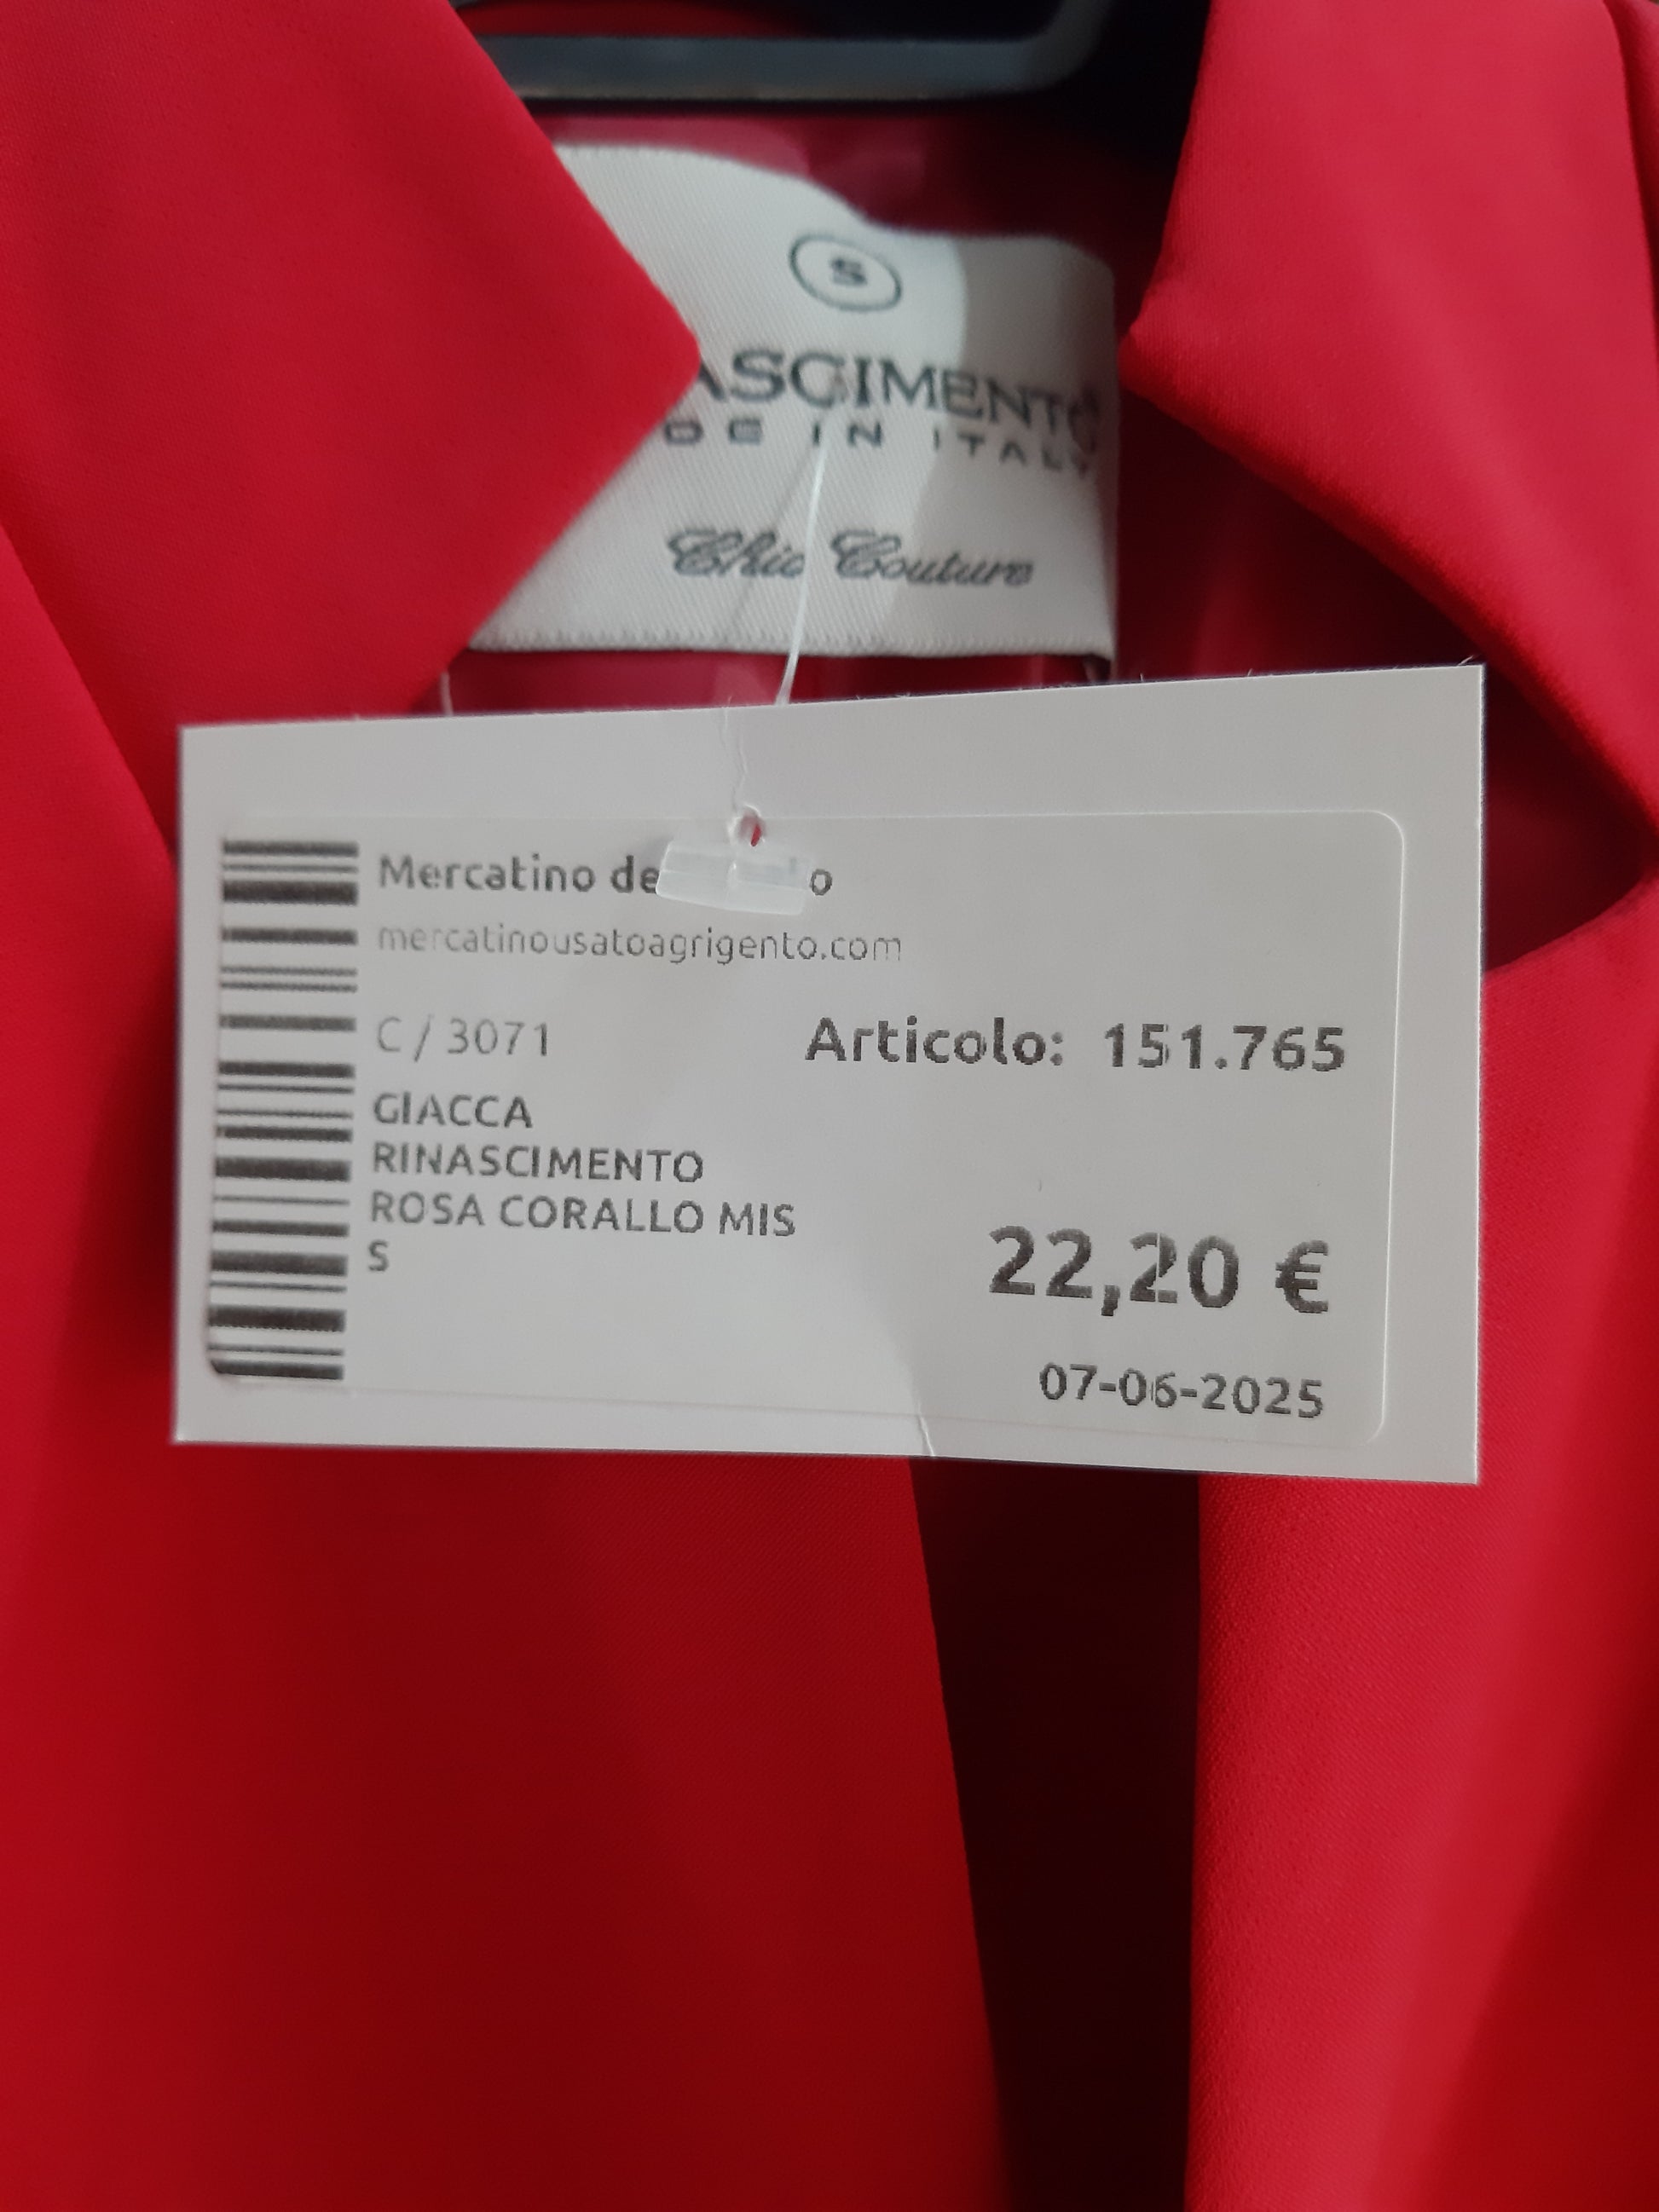 S
ASCIMENTO
DE IN ITALY
Chic Couture
Mercatino
mercatinousatoagrigento.com
C / 3071
Articolo: 151.765
GIACCA
RINASCIMENTO
ROSA CORALLO MIS
S
22,20 €
07-06-2025